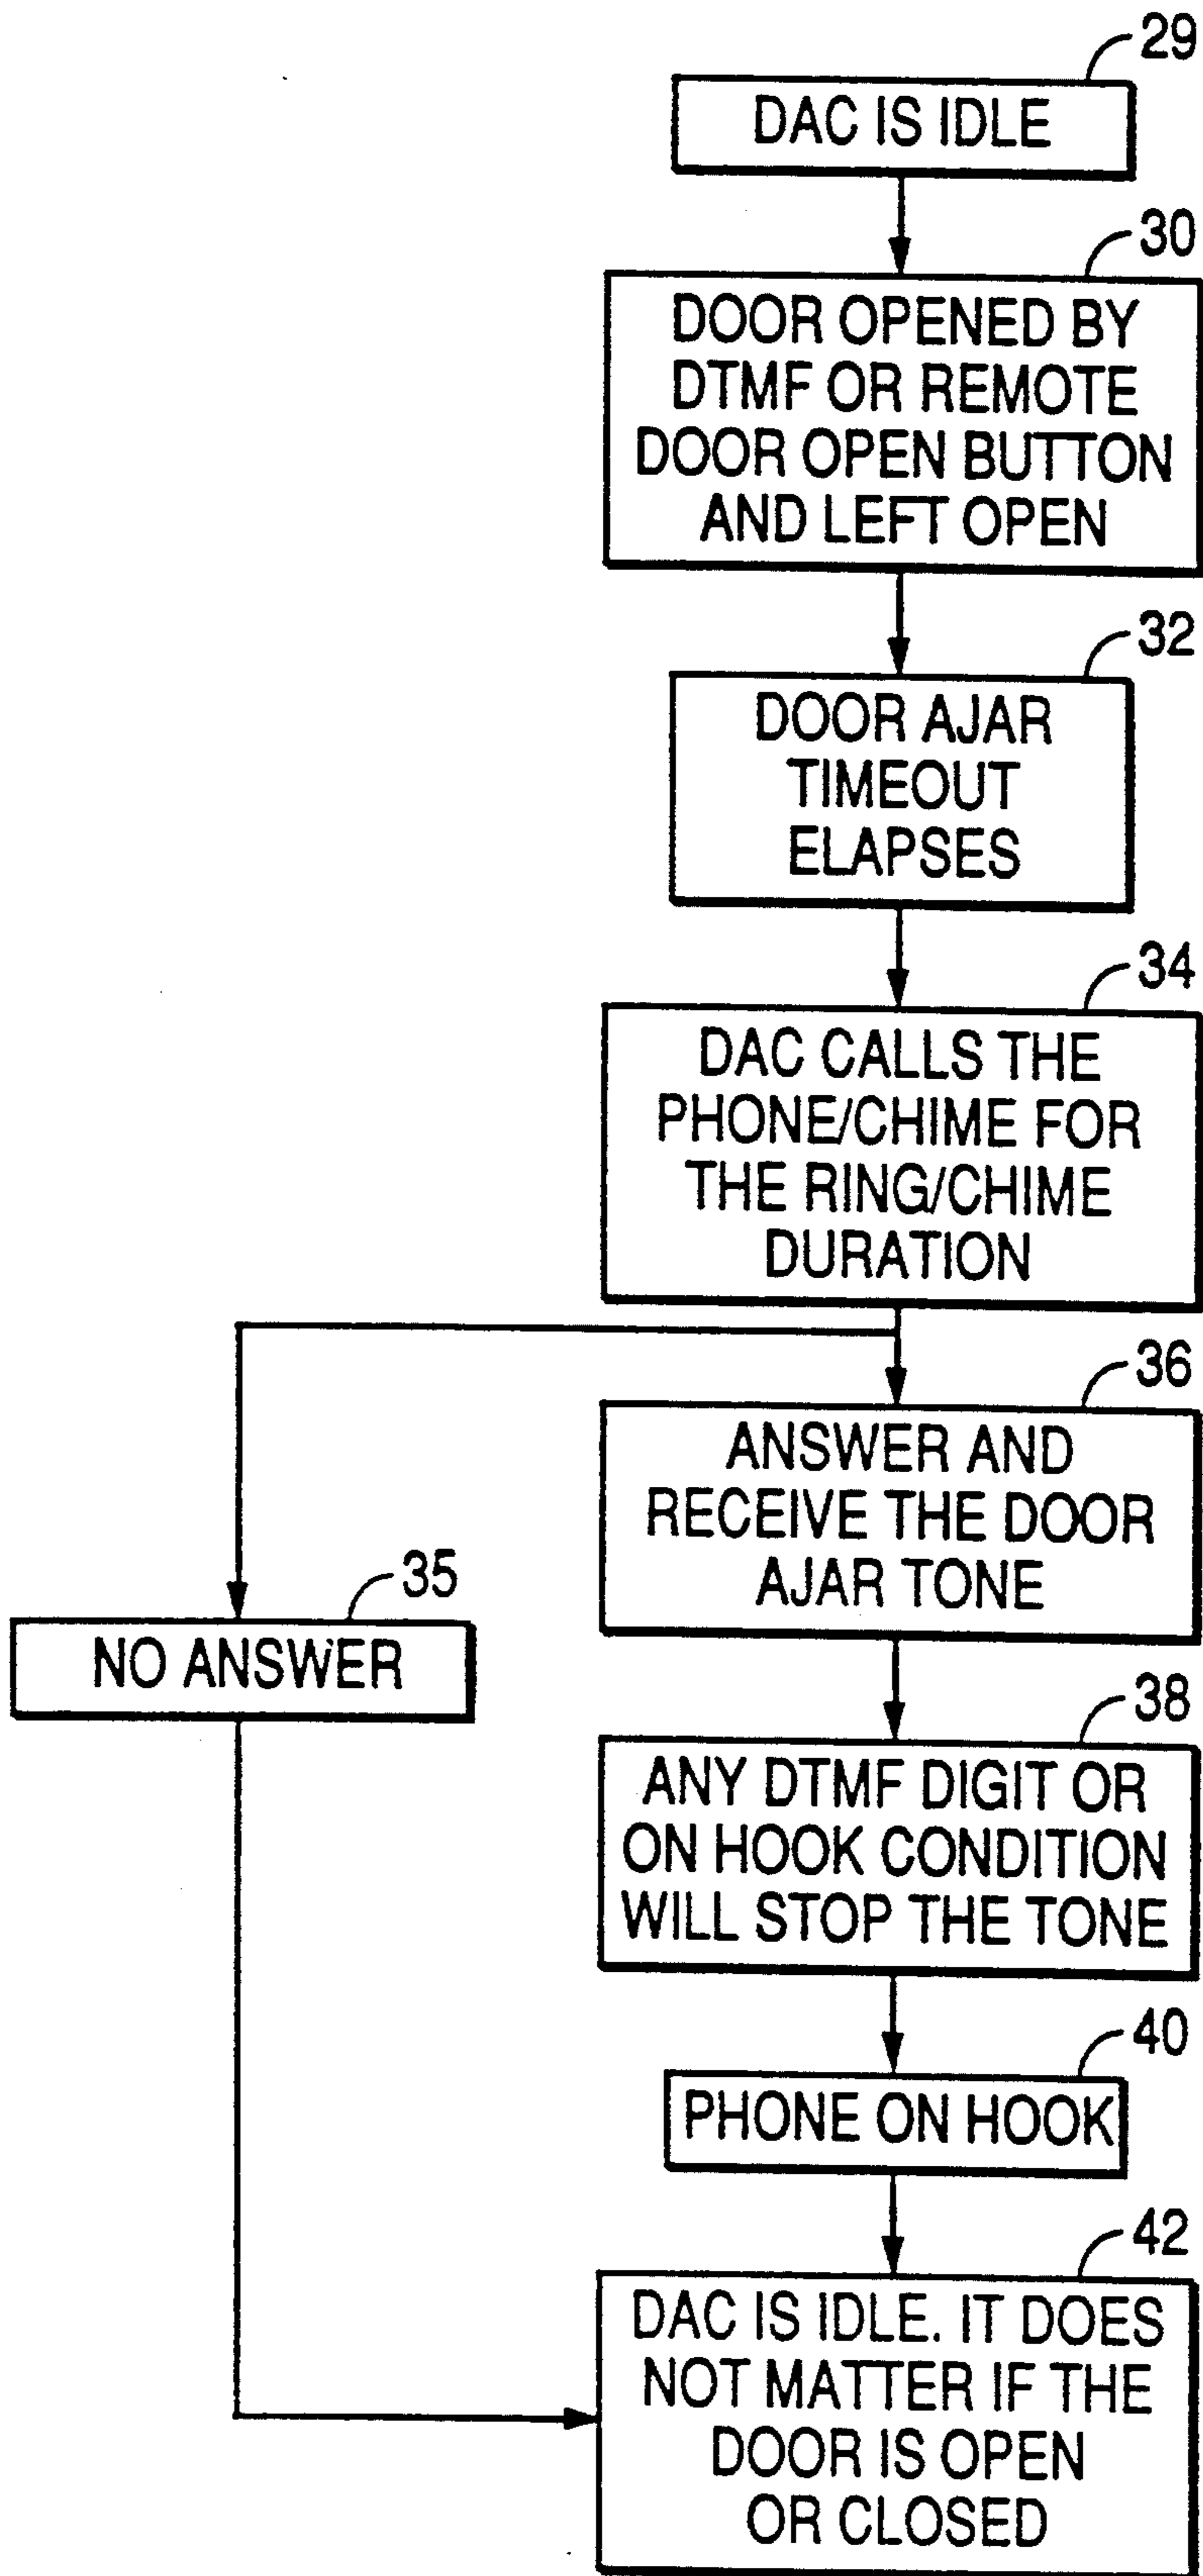 29
DAC IS IDLE
30
DOOR OPENED BY
DTMF OR REMOTE
DOOR OPEN BUTTON
AND LEFT OPEN
32
DOOR AJAR
TIMEOUT
ELAPSES
34
DAC CALLS THE
PHONE/CHIME FOR
THE RING/CHIME
DURATION
36
ANSWER AND
RECEIVE THE DOOR
AJAR TONE
35
NO ANSWER
38
ANY DTMF DIGIT OR
ON HOOK CONDITION
WILL STOP THE TONE
40
PHONE ON HOOK
42
DAC IS IDLE. IT DOES
NOT MATTER IF THE
DOOR IS OPEN
OR CLOSED